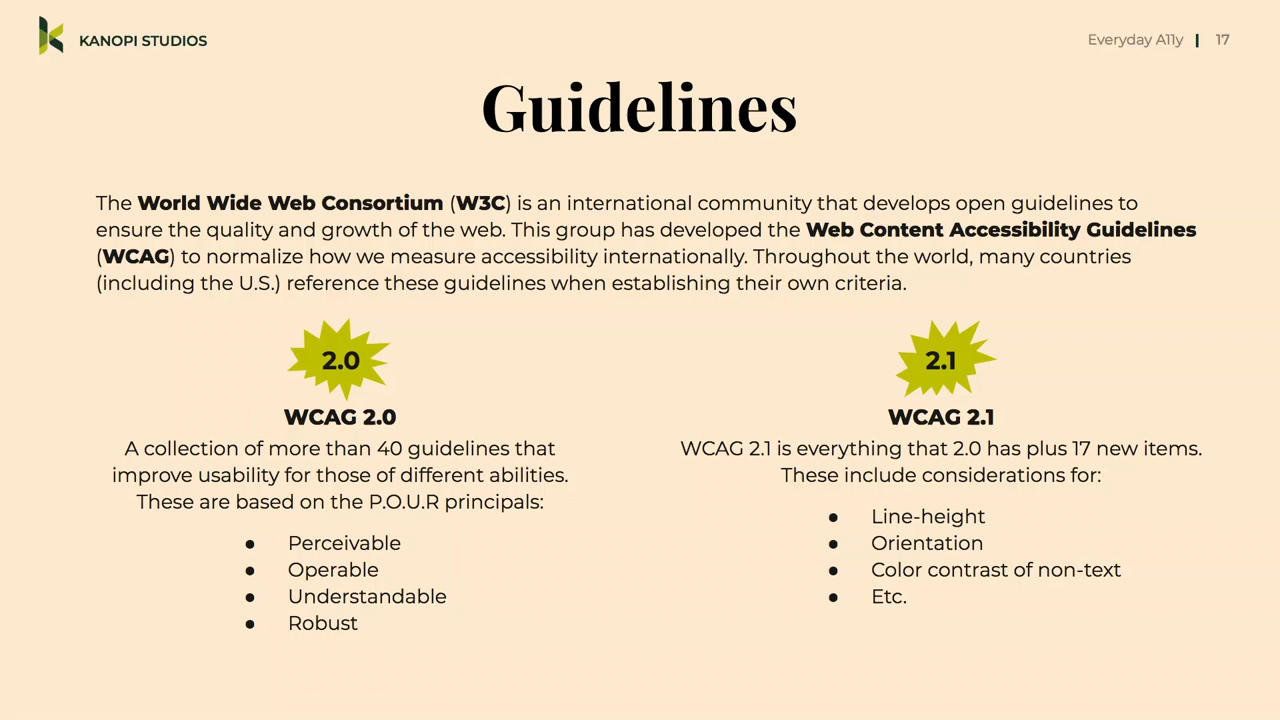 KANOPI STUDIOS
Everyday A11y | 17
Guidelines
The World Wide Web Consortium (W3C) is an international community that develops open guidelines to
ensure the quality and growth of the web. This group has developed the Web Content Accessibility Guidelines
(WCAG) to normalize how we measure accessibility internationally. Throughout the world, many countries
(including the U.S.) reference these guidelines when establishing their own criteria.
2.0
WCAG 2.0
A collection of more than 40 guidelines that
improve usability for those of different abilities.
These are based on the P.O.U.R principals:
● Perceivable
● Operable
● Understandable
● Robust
2.1
WCAG 2.1
WCAG 2.1 is everything that 2.0 has plus 17 new items.
These include considerations for:
● Line-height
● Orientation
● Color contrast of non-text
● Etc.